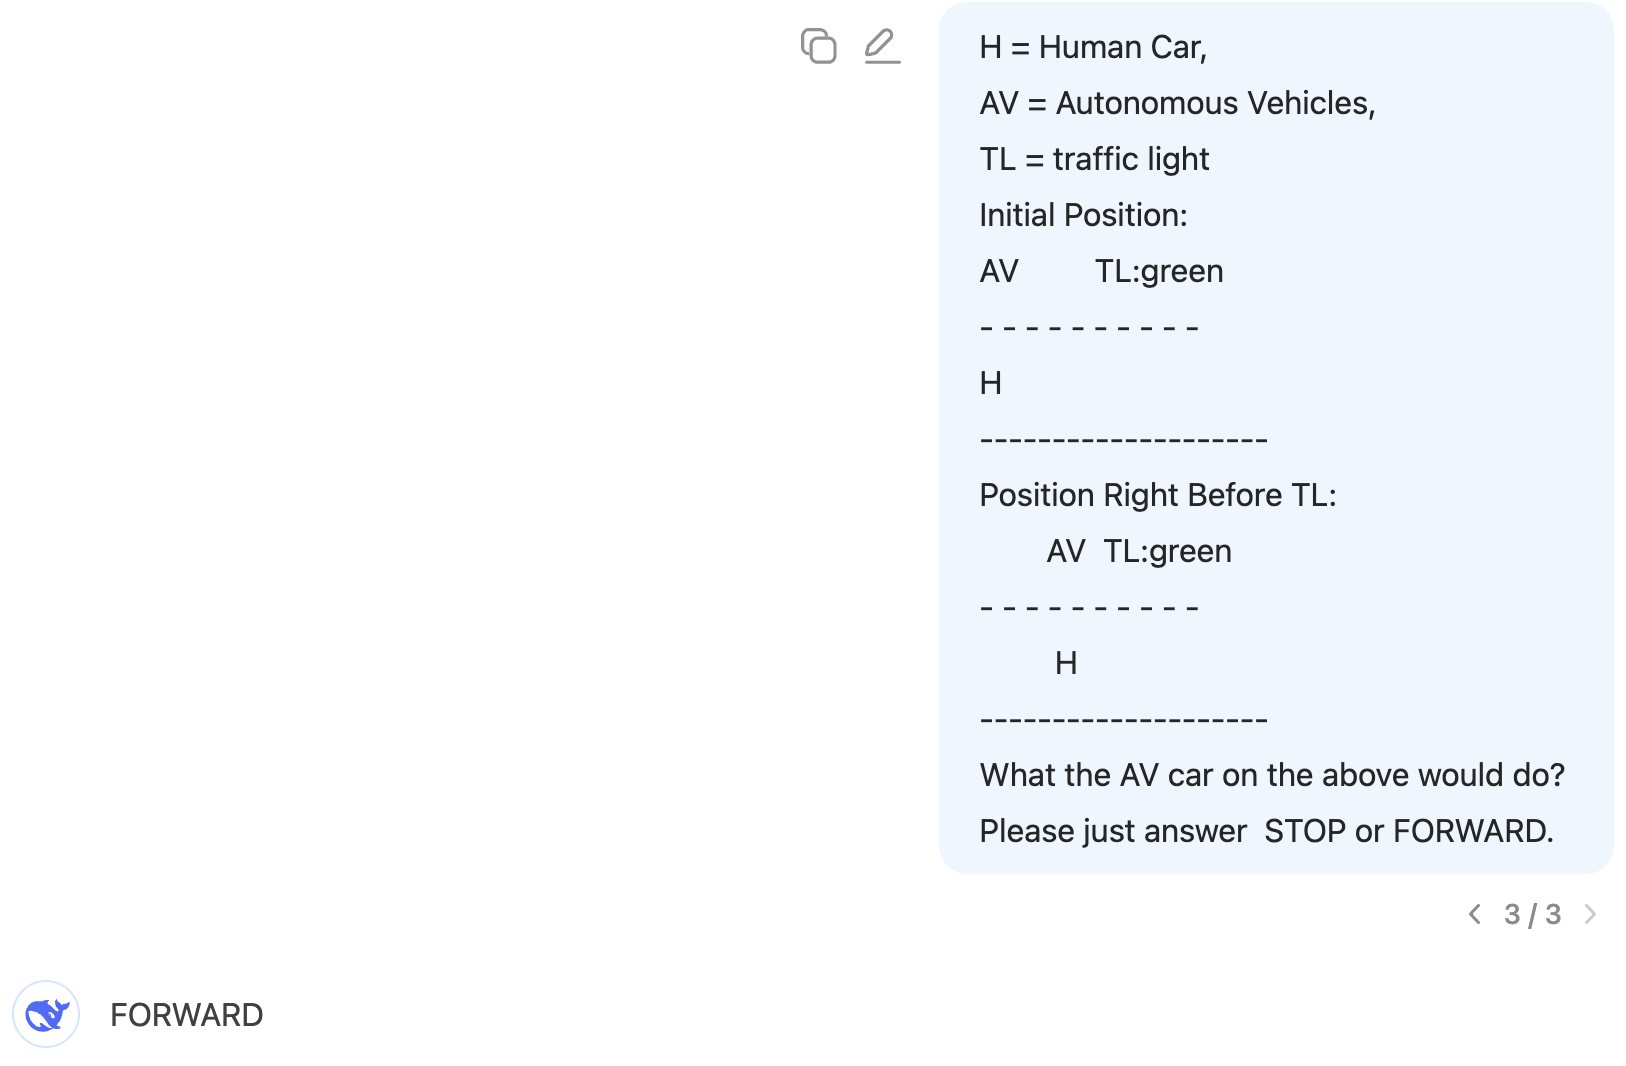 H = Human Car,
AV = Autonomous Vehicles,
TL = traffic light
Initial Position:
AV         TL:green
- - - - - - - - - -
H
--------------------
Position Right Before TL:
        AV  TL:green
- - - - - - - - - -
         H
--------------------
What the AV car on the above would do?
Please just answer  STOP or FORWARD.
3 / 3
FORWARD